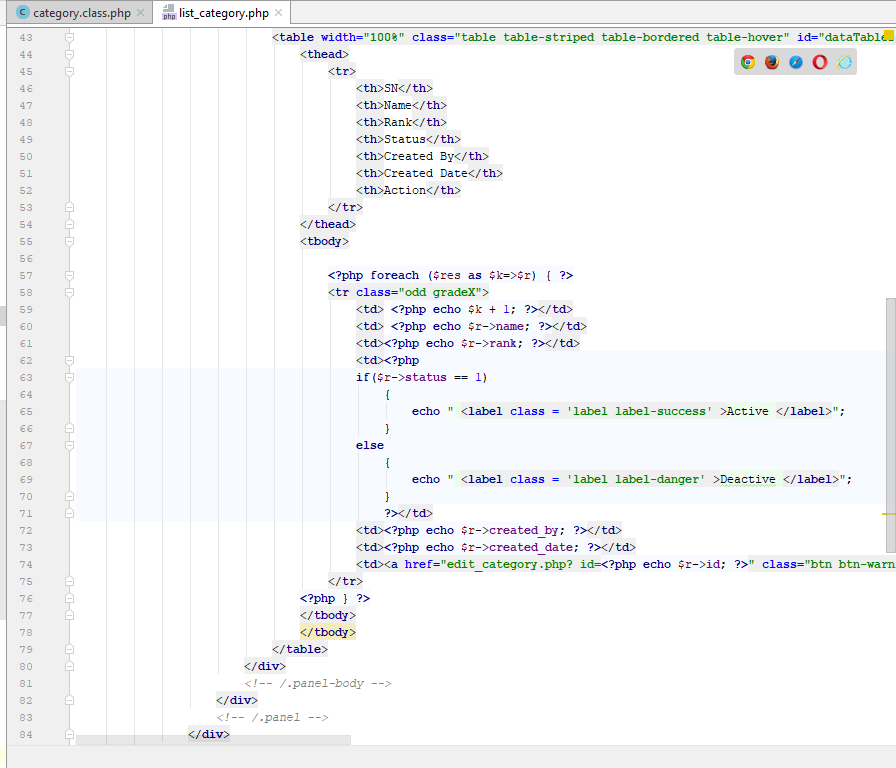 category.class.php list_category.php
43 <table width="100%" class="table table-striped table-bordered table-hover" id="dataTables
44 <thead>
45 <tr>
46 <th>SN</th>
47 <th>Name</th>
48 <th>Rank</th>
49 <th>Status</th>
50 <th>Created By</th>
51 <th>Created Date</th>
52 <th>Action</th>
53 </tr>
54 </thead>
55 <tbody>
56
57 <?php foreach ($res as $k=>$r) { ?>
58 <tr class="odd gradeX">
59 <td> <?php echo $k + 1; ?></td>
60 <td> <?php echo $r->name; ?></td>
61 <td><?php echo $r->rank; ?></td>
62 <td><?php
63 if($r->status == 1)
64 {
65 echo " <label class = 'label label-success' >Active </label>";
66 }
67 else
68 {
69 echo " <label class = 'label label-danger' >Deactive </label>";
70 }
71 ?></td>
72 <td><?php echo $r->created_by; ?></td>
73 <td><?php echo $r->created_date; ?></td>
74 <td><a href="edit_category.php? id=<?php echo $r->id; ?>" class="btn btn-warn
75 </tr>
76 <?php } ?>
77 </tbody>
78 </tbody>
79 </table>
80 </div>
81 <!-- /.panel-body -->
82 </div>
83 <!-- /.panel -->
84 </div>